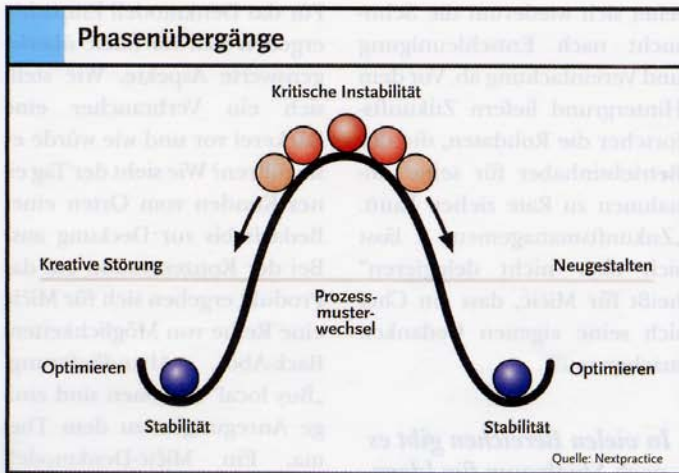 Phasenübergänge
Kritische Instabilität
Kreative Störung
Neugestalten
Prozess-
muster-
wechsel
Optimieren
Optimieren
Stabilität
Stabilität
Quelle: Nextpractice